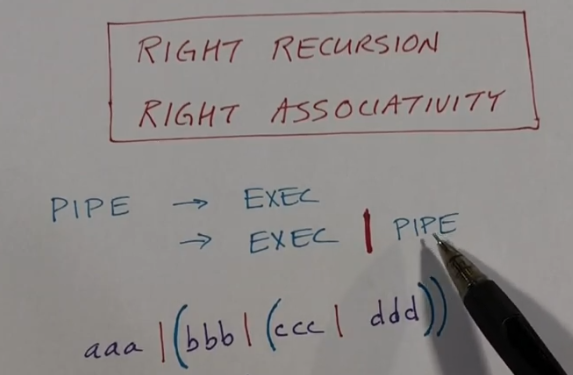 RIGHT RECURSION
RIGHT ASSOCIATIVITY
PIPE → EXEC
→ EXEC | PIPE
aaa | (bbb | (ccc | ddd))